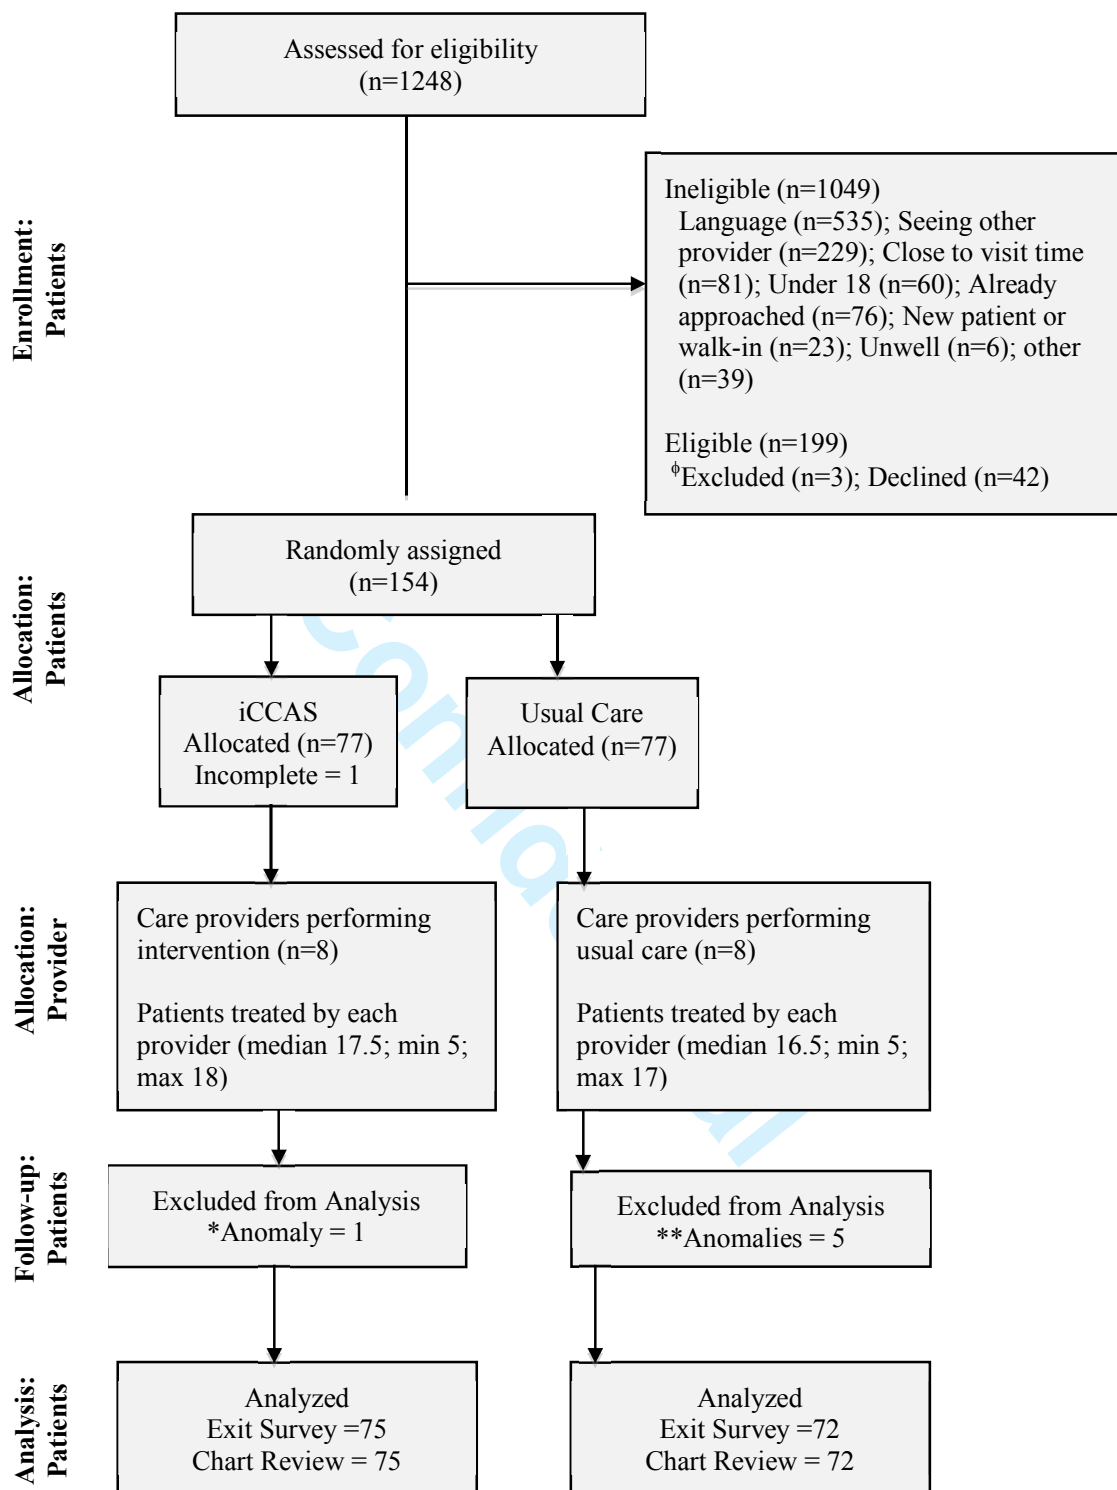 Assessed for eligibility
(n=1248)
Enrollment:
Patients
Ineligible (n=1049)
Language (n=535); Seeing other
provider (n=229); Close to visit time
(n=81); Under 18 (n=60); Already
approached (n=76); New patient or
walk-in (n=23); Unwell (n=6); other
(n=39)
Eligible (n=199)
ᶲExcluded (n=3); Declined (n=42)
Allocation:
Patients
Randomly assigned
(n=154)
iCCAS
Allocated (n=77)
Incomplete = 1
Usual Care
Allocated (n=77)
Allocation:
Provider
Care providers performing
intervention (n=8)
Patients treated by each
provider (median 17.5; min 5;
max 18)
Care providers performing
usual care (n=8)
Patients treated by each
provider (median 16.5; min 5;
max 17)
Follow-up:
Patients
Excluded from Analysis
*Anomaly = 1
Excluded from Analysis
**Anomalies = 5
Analysis:
Patients
Analyzed
Exit Survey =75
Chart Review = 75
Analyzed
Exit Survey =72
Chart Review = 72